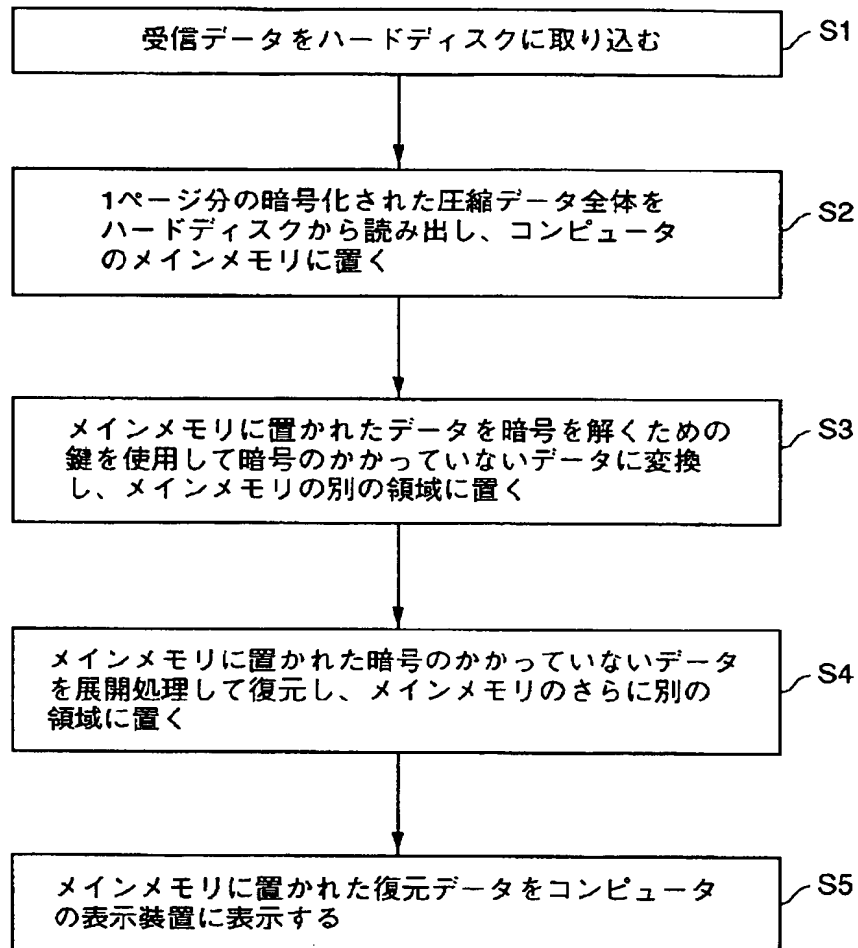 受信データをハードディスクに取り込む
S1
1ページ分の暗号化された圧縮データ全体を
ハードディスクから読み出し、コンピュータ
のメインメモリに置く
S2
メインメモリに置かれたデータを暗号を解くための
鍵を使用して暗号のかかっていないデータに変換
し、メインメモリの別の領域に置く
S3
メインメモリに置かれた暗号のかかっていないデータ
を展開処理して復元し、メインメモリのさらに別の
領域に置く
S4
メインメモリに置かれた復元データをコンピュータ
の表示装置に表示する
S5